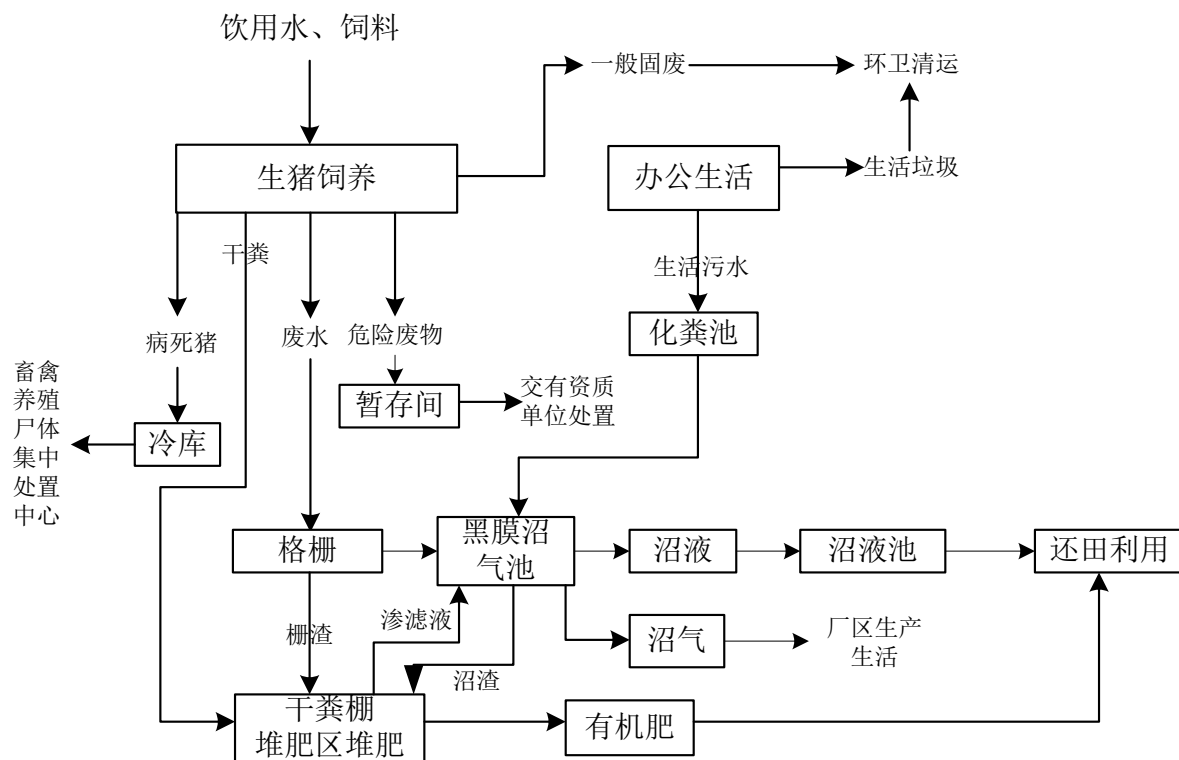 饮用水、饲料
一般固废
环卫清运
生猪饲养
办公生活
生活垃圾
干粪
生活污水
病死猪
废水
危险废物
化粪池
畜禽
养殖
尸体
集中
处置
中心
冷库
暂存间
交有资质
单位处置
格栅
黑膜沼
气池
沼液
沼液池
还田利用
栅渣
渗滤液
沼渣
沼气
厂区生产
生活
干粪棚
堆肥区堆肥
有机肥